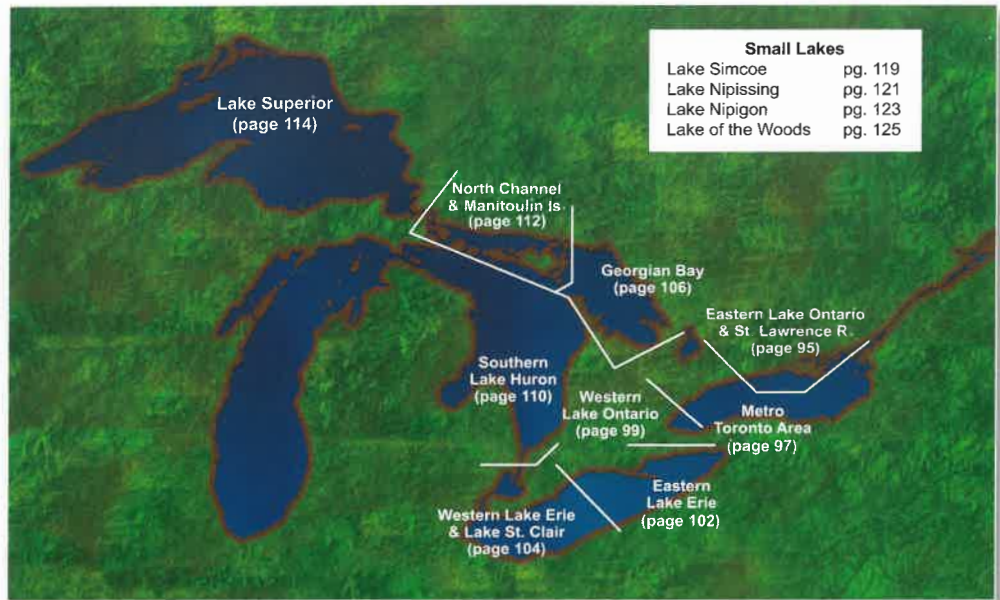 Small Lakes
Lake Simcoe pg. 119
Lake Nipissing pg. 121
Lake Nipigon pg. 123
Lake of the Woods pg. 125
Lake Superior
(page 114)
North Channel
& Manitoulin Is.
(page 112)
Georgian Bay
(page 106)
Eastern Lake Ontario
& St. Lawrence R.
(page 95)
Southern
Lake Huron
(page 110)
Western
Lake Ontario
(page 99)
Metro
Toronto Area
(page 97)
Eastern
Lake Erie
(page 102)
Western Lake Erie
& Lake St. Clair
(page 104)